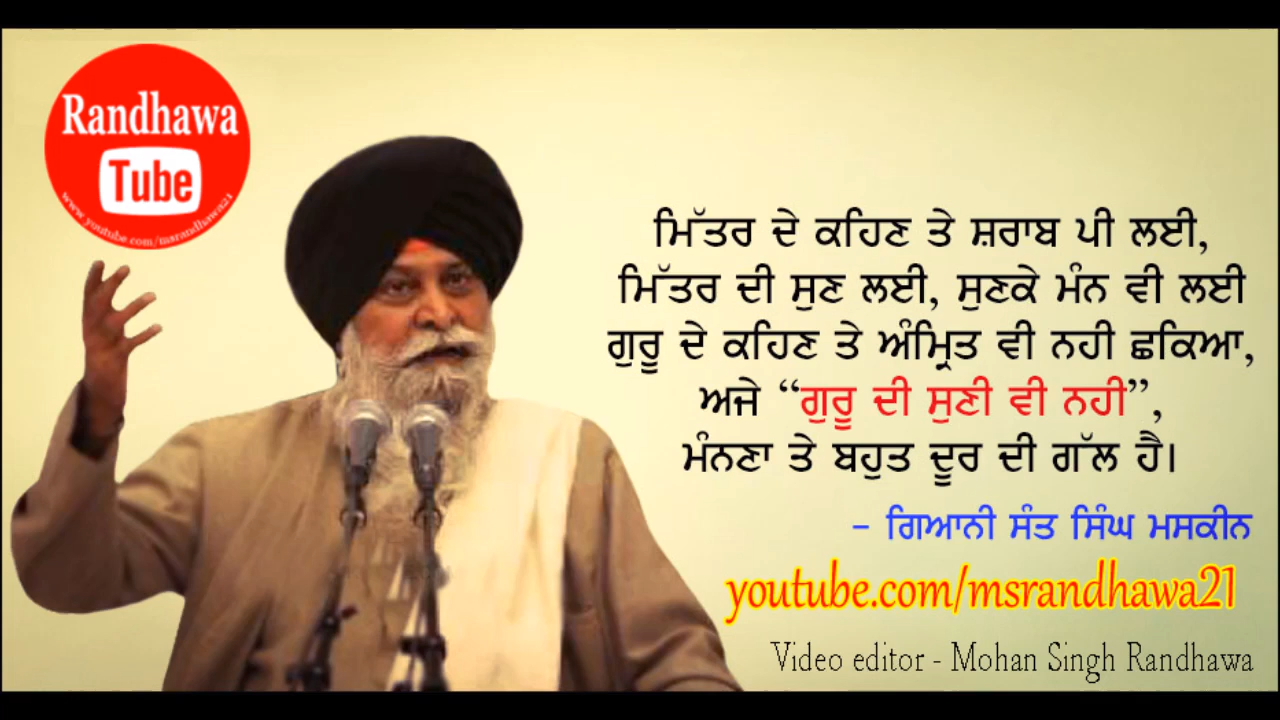 Randhawa
Tube
www.youtube.com/msrandhawa21
ਮਿੱਤਰ ਦੇ ਕਹਿਣ ਤੇ ਸ਼ਰਾਬ ਪੀ ਲਈ,
ਮਿੱਤਰ ਦੀ ਸੁਣ ਲਈ, ਸੁਣਕੇ ਮੰਨ ਵੀ ਲਈ
ਗੁਰੂ ਦੇ ਕਹਿਣ ਤੇ ਅੰਮ੍ਰਿਤ ਵੀ ਨਹੀ ਛਕਿਆ,
ਅਜੇ “ਗੁਰੂ ਦੀ ਸੁਣੀ ਵੀ ਨਹੀ”,
ਮੰਨਣਾ ਤੇ ਬਹੁਤ ਦੂਰ ਦੀ ਗੱਲ ਹੈ।
- ਗਿਆਨੀ ਸੰਤ ਸਿੰਘ ਮਸਕੀਨ
youtube.com/msrandhawa21
Video editor - Mohan Singh Randhawa